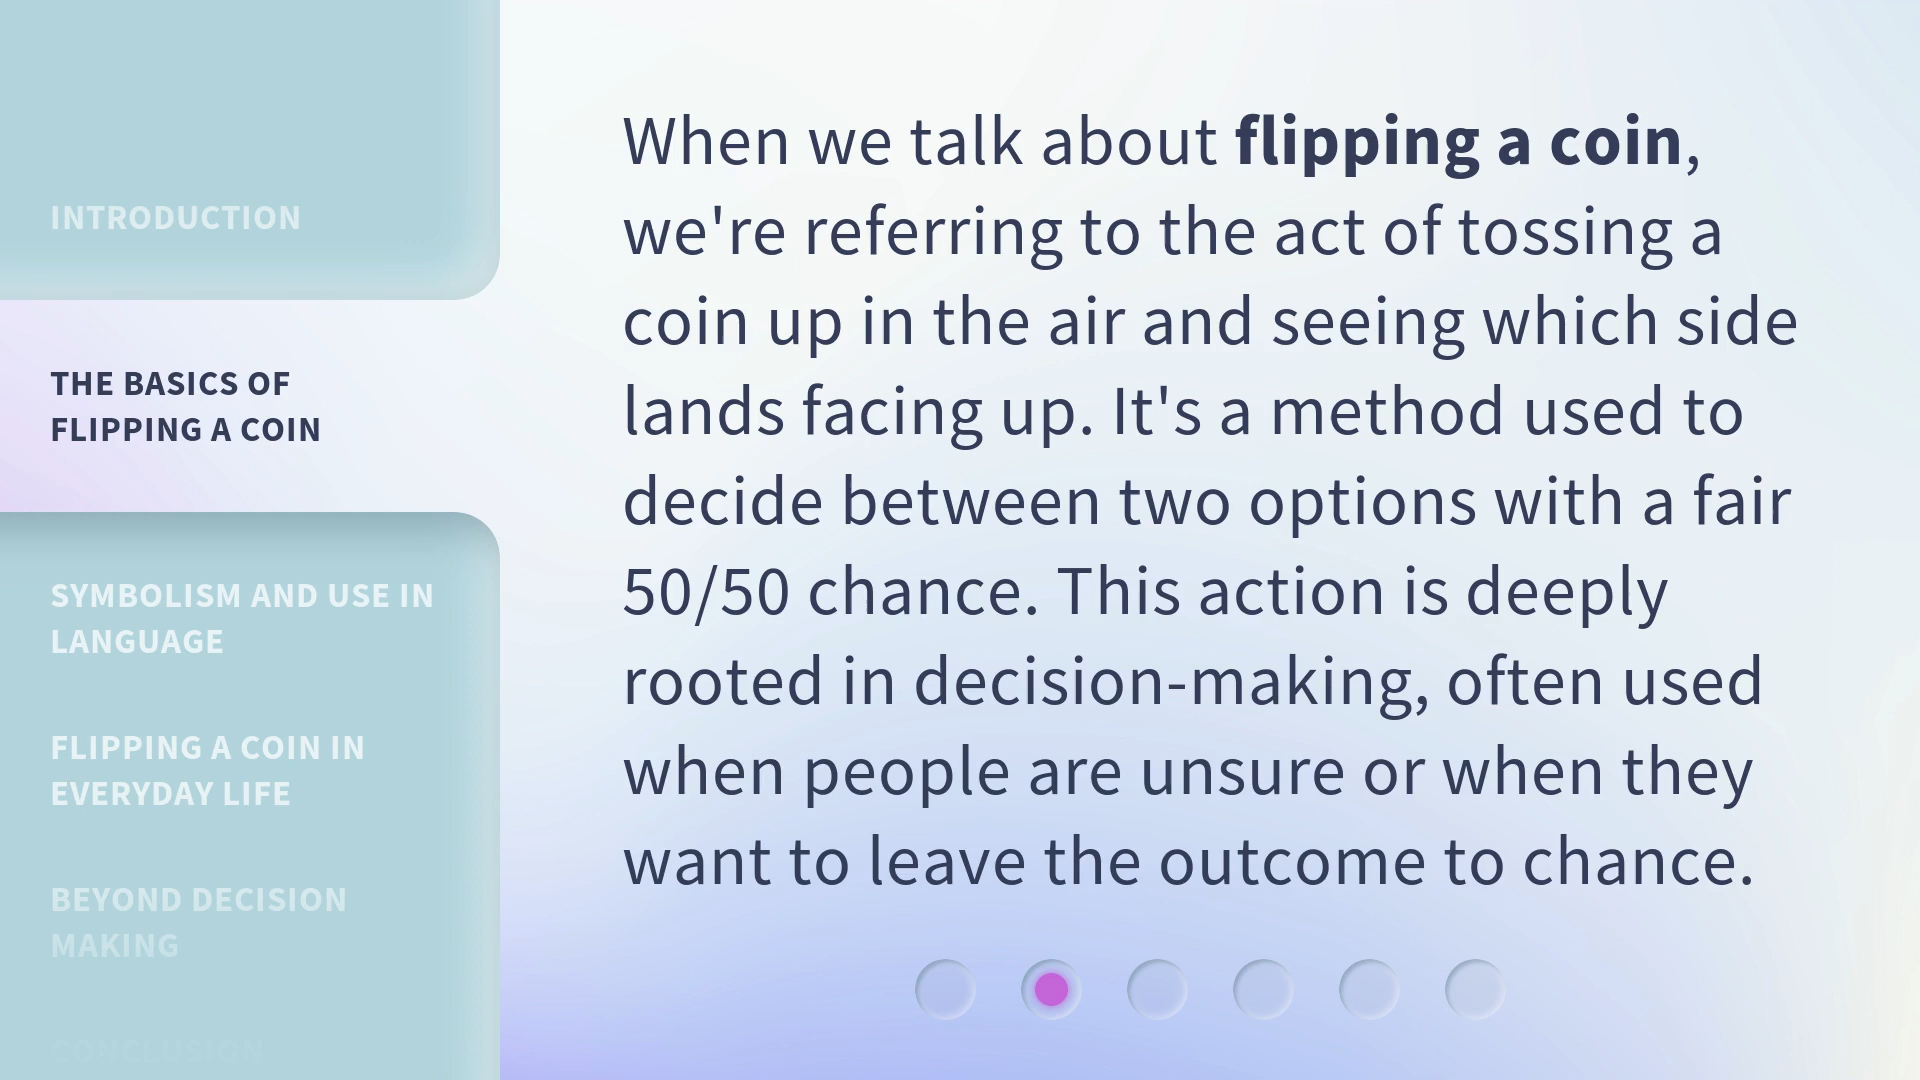 INTRODUCTION
THE BASICS OF
FLIPPING A COIN
SYMBOLISM AND USE IN
LANGUAGE
FLIPPING A COIN IN
EVERYDAY LIFE
BEYOND DECISION
MAKING
CONCLUSION
When we talk about flipping a coin,
we're referring to the act of tossing a
coin up in the air and seeing which side
lands facing up. It's a method used to
decide between two options with a fair
50/50 chance. This action is deeply
rooted in decision-making, often used
when people are unsure or when they
want to leave the outcome to chance.